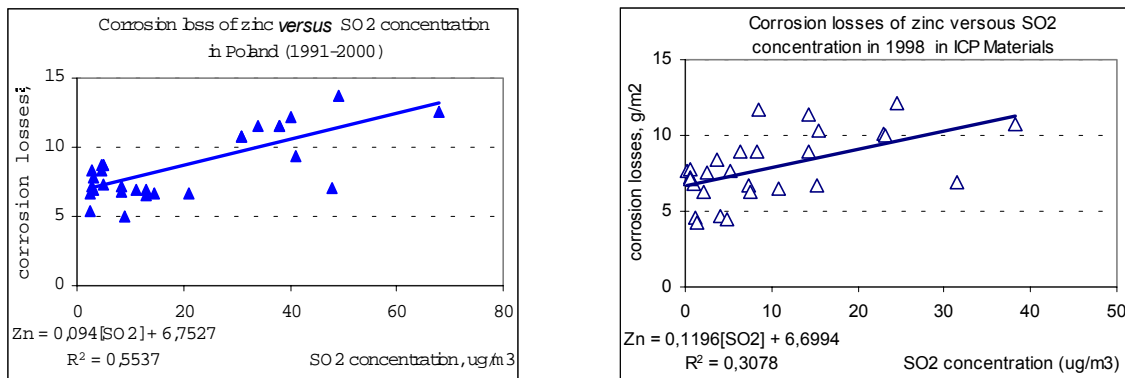 Corrosion loss of zinc versus SO2 concentration
in Poland (1991-2000)
corrosion losses;
15
10
5
0
0
20
40
60
80
Zn = 0,094[SO2] + 6,7527
R² = 0,5537
SO2 concentration, ug/m3
Corrosion losses of zinc versous SO2
concentration in 1998 in ICP Materials
corrosion losses, g/m2
15
10
5
0
0
10
20
30
40
50
Zn = 0,1196[SO2] + 6,6994
R² = 0,3078
SO2 concentration (ug/m3)